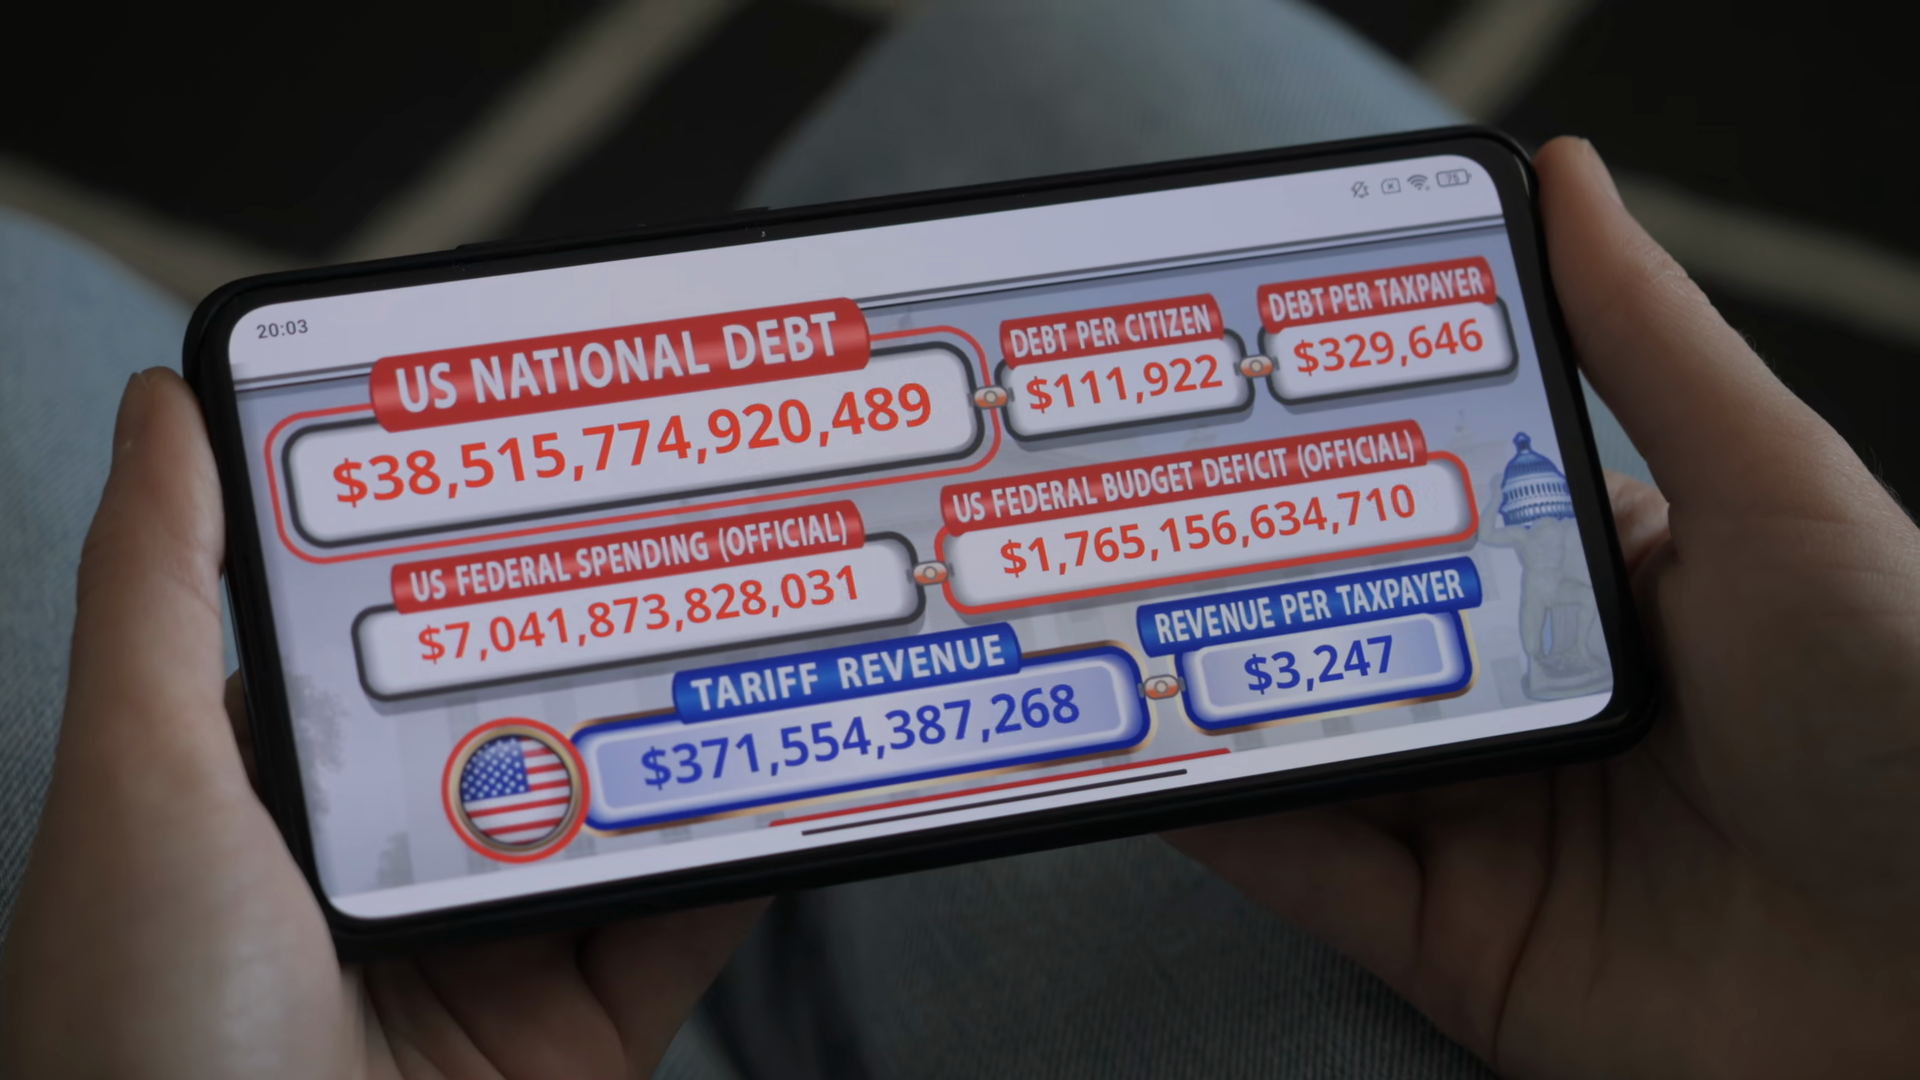 20:03
75
US NATIONAL DEBT
$38,515,774,920,489
DEBT PER CITIZEN
$111,922
DEBT PER TAXPAYER
$329,646
US FEDERAL SPENDING (OFFICIAL)
$7,041,873,828,031
US FEDERAL BUDGET DEFICIT (OFFICIAL)
$1,765,156,634,710
TARIFF REVENUE
$371,554,387,268
REVENUE PER TAXPAYER
$3,247